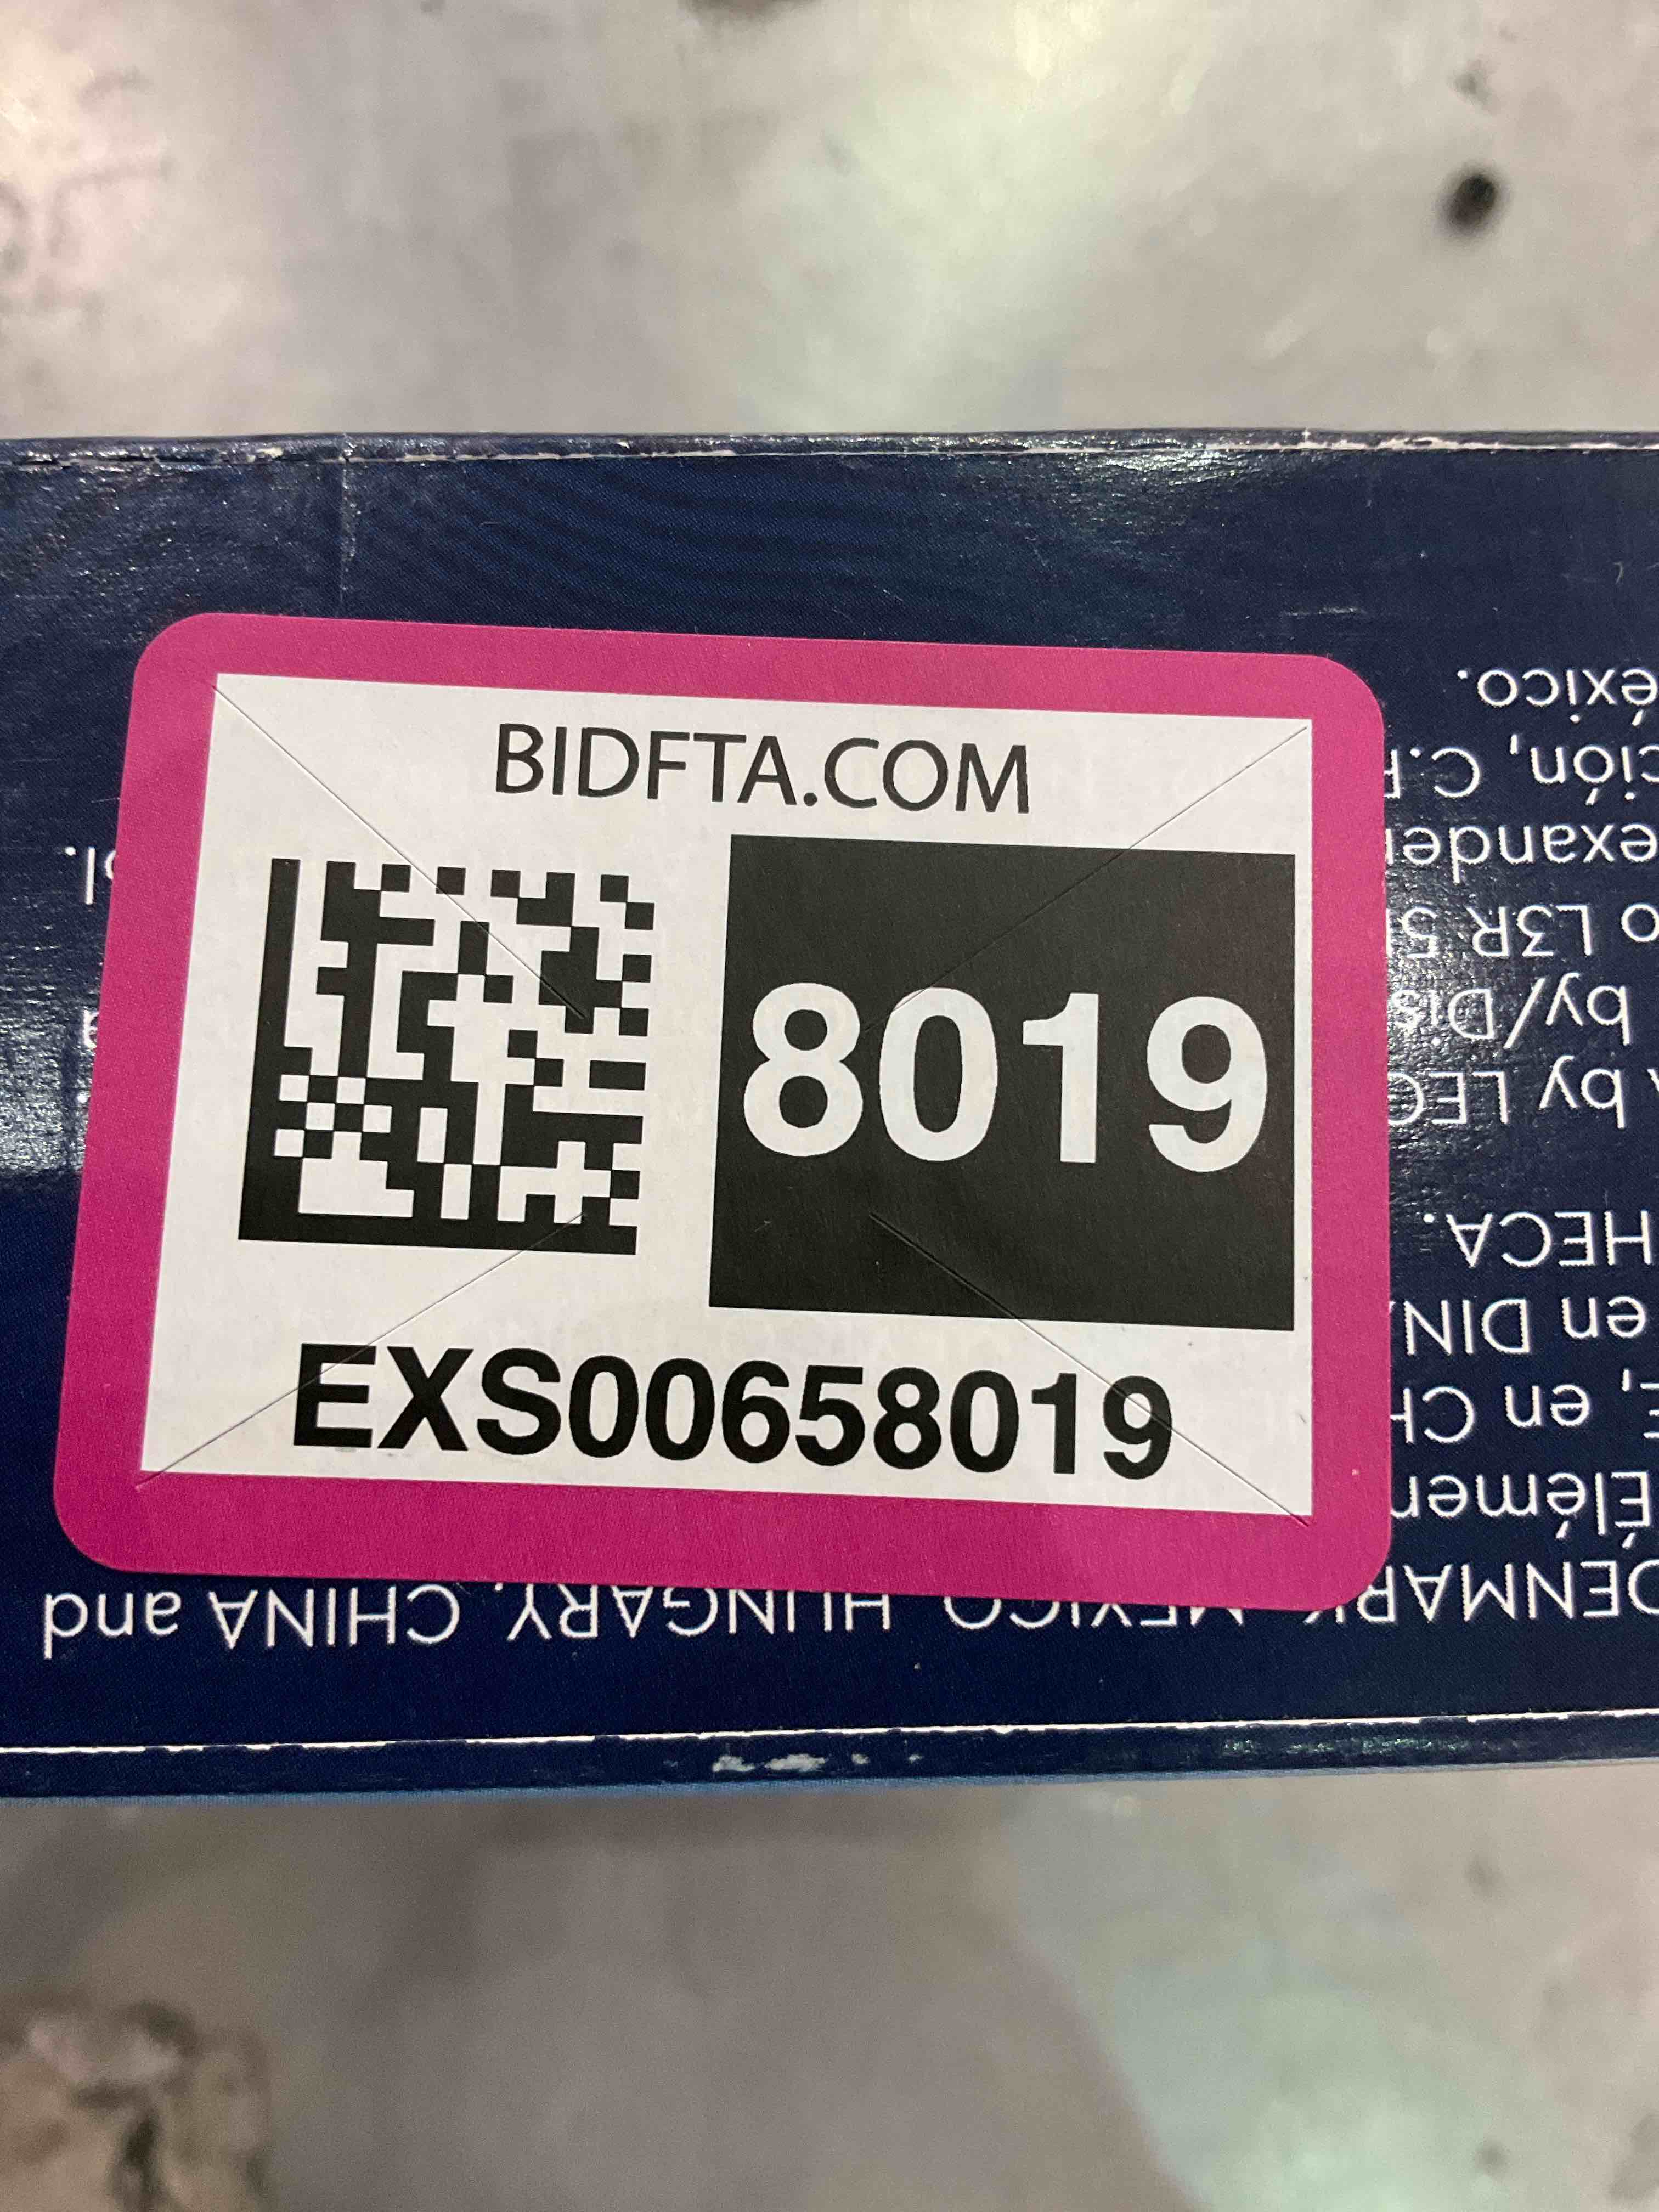 BIDFTA.COM
8019
EXS00658019
DENMARK, MEXICO, HUNGARY, CHINA and
Élémen
, en CH
en DIN
HECA.
by LEG
by/Dis
o L3R 5
exander
ción, C.P
éxico.